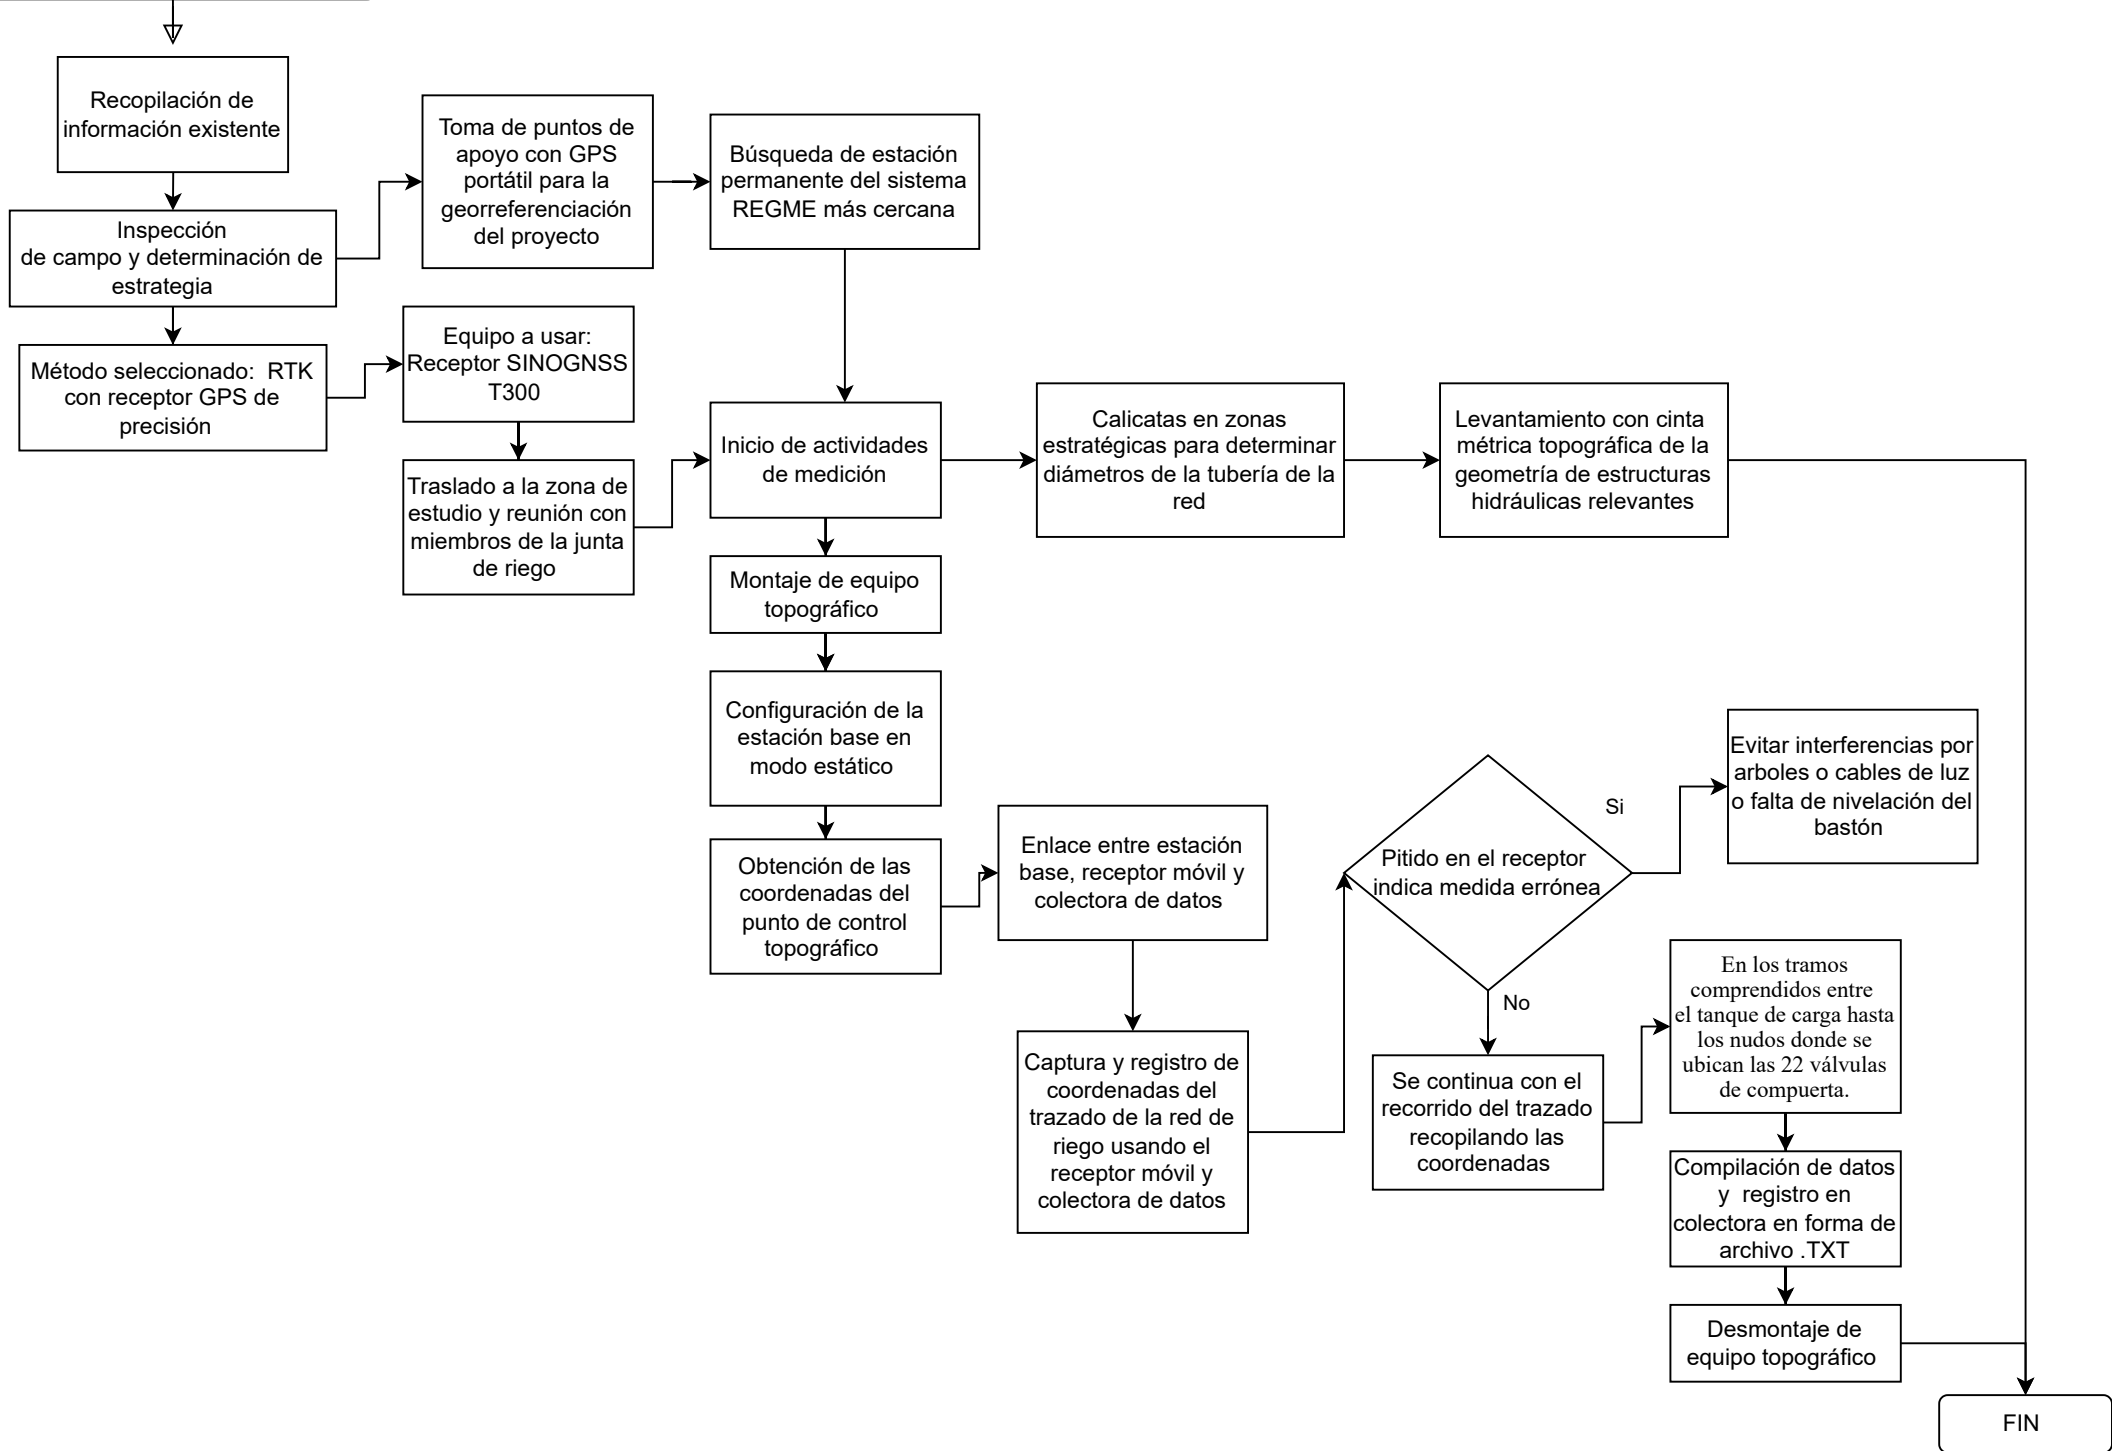 Recopilación de
información existente
Inspección
de campo y determinación de
estrategia
Toma de puntos de
apoyo con GPS
portátil para la
georreferenciación
del proyecto
Búsqueda de estación
permanente del sistema
REGME más cercana
Método seleccionado:  RTK
con receptor GPS de
precisión
Equipo a usar:
Receptor SINOGNSS
T300
Traslado a la zona de
estudio y reunión con
miembros de la junta
de riego
Inicio de actividades
de medición
Calicatas en zonas
estratégicas para determinar
diámetros de la tubería de la
red
Levantamiento con cinta
métrica topográfica de la
geometría de estructuras
hidráulicas relevantes
Montaje de equipo
topográfico
Configuración de la
estación base en
modo estático
Obtención de las
coordenadas del
punto de control
topográfico
Enlace entre estación
base, receptor móvil y
colectora de datos
Captura y registro de
coordenadas del
trazado de la red de
riego usando el
receptor móvil y
colectora de datos
Pitido en el receptor
indica medida errónea
Si
Evitar interferencias por
arboles o cables de luz
o falta de nivelación del
bastón
No
Se continua con el
recorrido del trazado
recopilando las
coordenadas
En los tramos
comprendidos entre
el tanque de carga hasta
los nudos donde se
ubican las 22 válvulas
de compuerta.
Compilación de datos
y  registro en
colectora en forma de
archivo .TXT
Desmontaje de
equipo topográfico
FIN